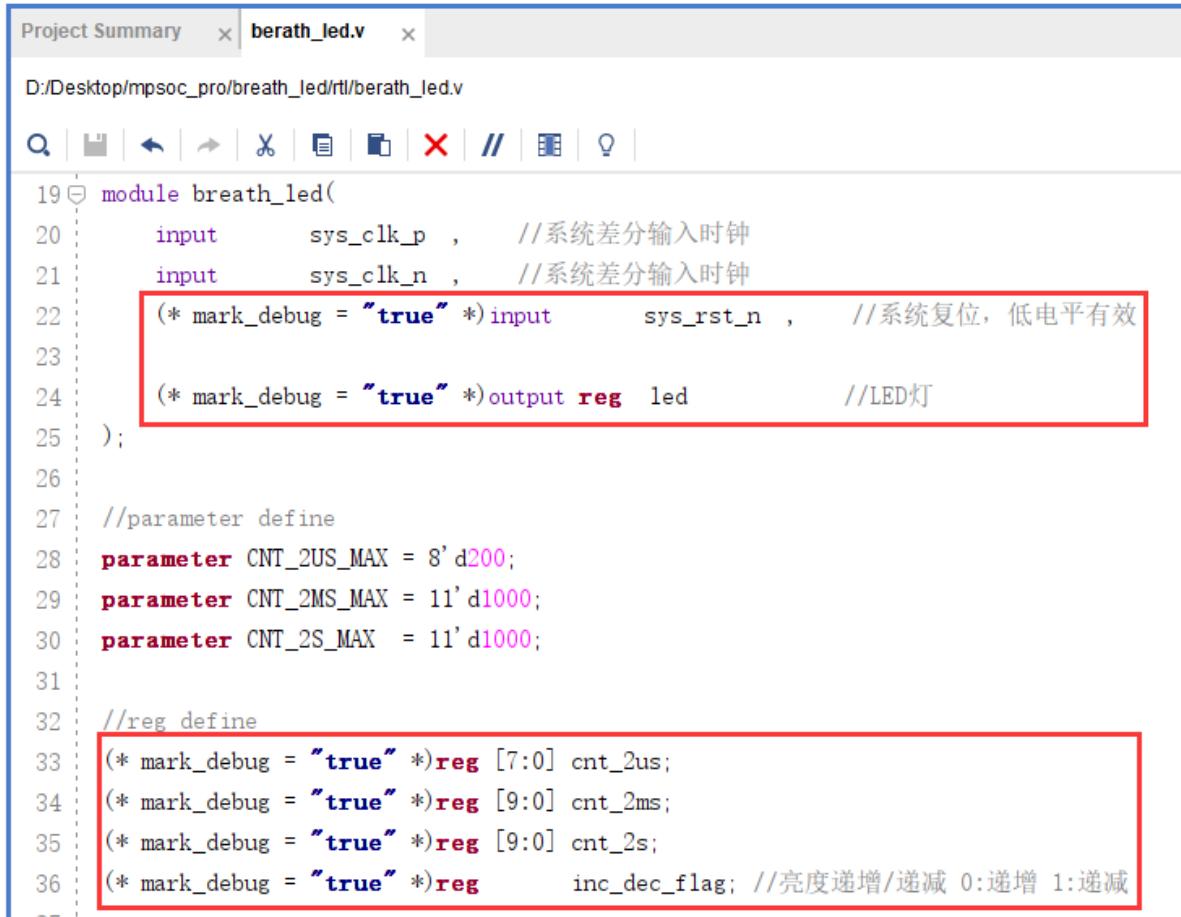 Project Summary × berath_led.v ×
D:/Desktop/mpsoc_pro/breath_led/rtl/berath_led.v
19 module breath_led(
20 input sys_clk_p , //系统差分输入时钟
21 input sys_clk_n , //系统差分输入时钟
22 (* mark_debug = "true" *)input sys_rst_n , //系统复位，低电平有效
23
24 (* mark_debug = "true" *)output reg led //LED灯
25 );
26
27 //parameter define
28 parameter CNT_2US_MAX = 8'd200;
29 parameter CNT_2MS_MAX = 11'd1000;
30 parameter CNT_2S_MAX = 11'd1000;
31
32 //reg define
33 (* mark_debug = "true" *)reg [7:0] cnt_2us;
34 (* mark_debug = "true" *)reg [9:0] cnt_2ms;
35 (* mark_debug = "true" *)reg [9:0] cnt_2s;
36 (* mark_debug = "true" *)reg inc_dec_flag; //亮度递增/递减 0:递增 1:递减